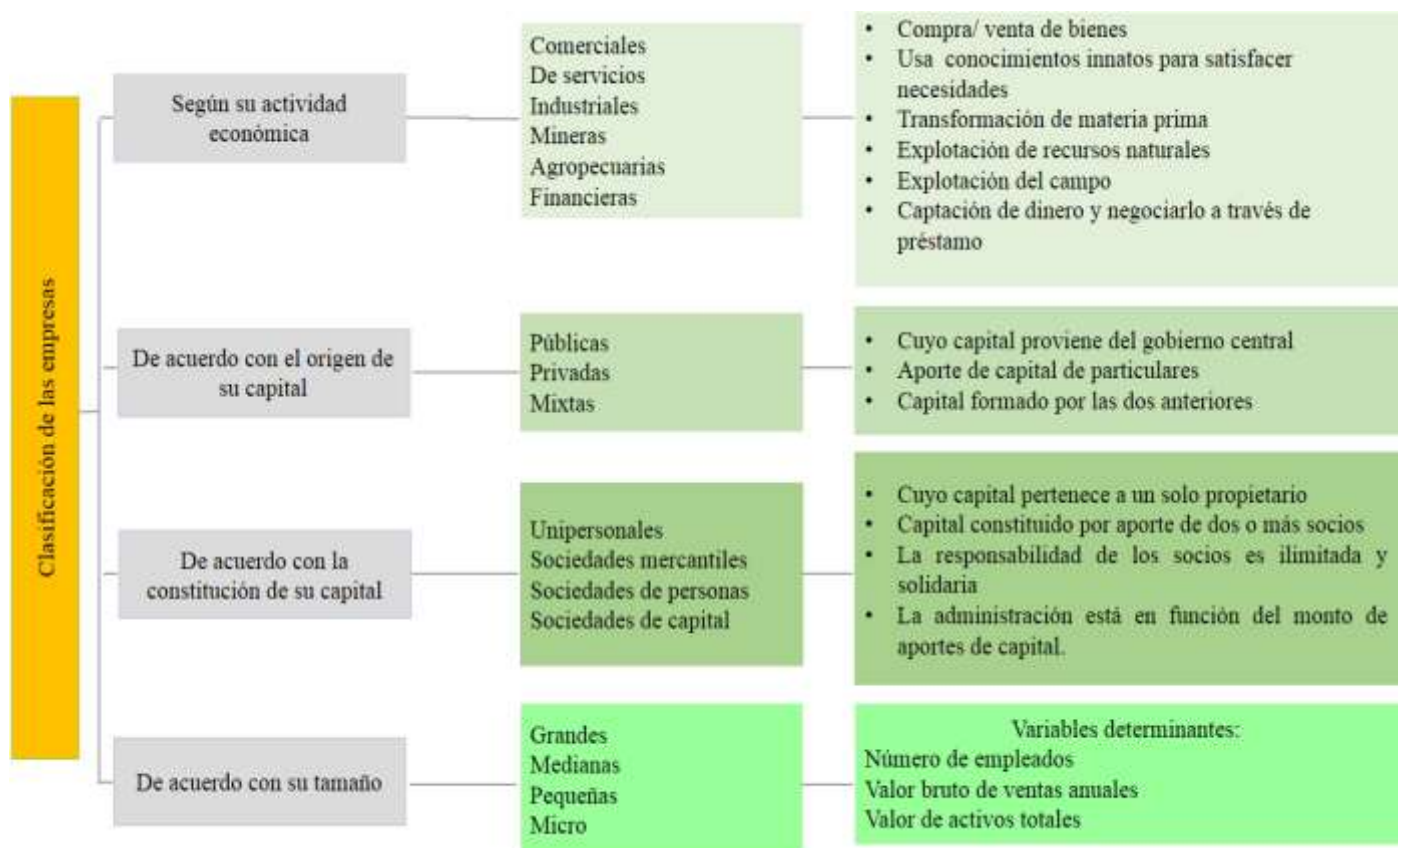 Clasificación de las empresas
Según su actividad
económica
Comerciales
De servicios
Industriales
Mineras
Agropecuarias
Financieras
• Compra/ venta de bienes
• Usa conocimientos innatos para satisfacer
necesidades
• Transformación de materia prima
• Explotación de recursos naturales
• Explotación del campo
• Captación de dinero y negociarlo a través de
préstamo
De acuerdo con el origen de
su capital
Públicas
Privadas
Mixtas
• Cuyo capital proviene del gobierno central
• Aporte de capital de particulares
• Capital formado por las dos anteriores
De acuerdo con la
constitución de su capital
Unipersonales
Sociedades mercantiles
Sociedades de personas
Sociedades de capital
• Cuyo capital pertenece a un solo propietario
• Capital constituido por aporte de dos o más socios
• La responsabilidad de los socios es ilimitada y
solidaria
• La administración está en función del monto de
aportes de capital.
De acuerdo con su tamaño
Grandes
Medianas
Pequeñas
Micro
Variables determinantes:
Número de empleados
Valor bruto de ventas anuales
Valor de activos totales